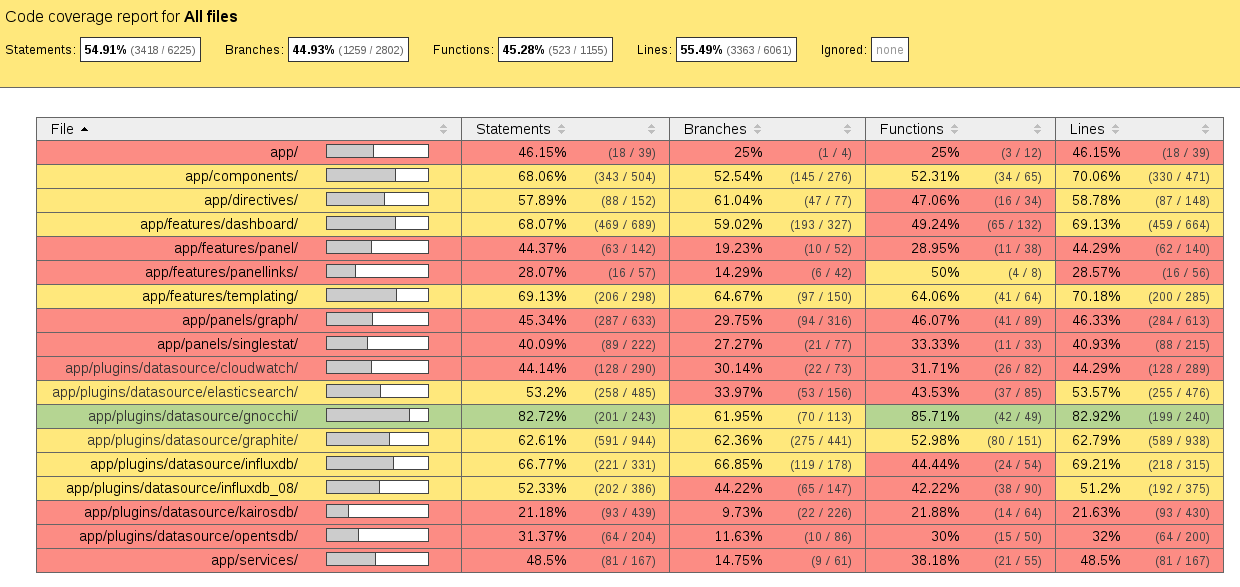 Code coverage report for All files
Statements: 54.91% (3418 / 6225) Branches: 44.93% (1259 / 2802) Functions: 45.28% (523 / 1155) Lines: 55.49% (3363 / 6061) Ignored: none
File Statements Branches Functions Lines
app/ 46.15% (18 / 39) 25% (1 / 4) 25% (3 / 12) 46.15% (18 / 39)
app/components/ 68.06% (343 / 504) 52.54% (145 / 276) 52.31% (34 / 65) 70.06% (330 / 471)
app/directives/ 57.89% (88 / 152) 61.04% (47 / 77) 47.06% (16 / 34) 58.78% (87 / 148)
app/features/dashboard/ 68.07% (469 / 689) 59.02% (193 / 327) 49.24% (65 / 132) 69.13% (459 / 664)
app/features/panel/ 44.37% (63 / 142) 19.23% (10 / 52) 28.95% (11 / 38) 44.29% (62 / 140)
app/features/panellinks/ 28.07% (16 / 57) 14.29% (6 / 42) 50% (4 / 8) 28.57% (16 / 56)
app/features/templating/ 69.13% (206 / 298) 64.67% (97 / 150) 64.06% (41 / 64) 70.18% (200 / 285)
app/panels/graph/ 45.34% (287 / 633) 29.75% (94 / 316) 46.07% (41 / 89) 46.33% (284 / 613)
app/panels/singlestat/ 40.09% (89 / 222) 27.27% (21 / 77) 33.33% (11 / 33) 40.93% (88 / 215)
app/plugins/datasource/cloudwatch/ 44.14% (128 / 290) 30.14% (22 / 73) 31.71% (26 / 82) 44.29% (128 / 289)
app/plugins/datasource/elasticsearch/ 53.2% (258 / 485) 33.97% (53 / 156) 43.53% (37 / 85) 53.57% (255 / 476)
app/plugins/datasource/gnocchi/ 82.72% (201 / 243) 61.95% (70 / 113) 85.71% (42 / 49) 82.92% (199 / 240)
app/plugins/datasource/graphite/ 62.61% (591 / 944) 62.36% (275 / 441) 52.98% (80 / 151) 62.79% (589 / 938)
app/plugins/datasource/influxdb/ 66.77% (221 / 331) 66.85% (119 / 178) 44.44% (24 / 54) 69.21% (218 / 315)
app/plugins/datasource/influxdb_08/ 52.33% (202 / 386) 44.22% (65 / 147) 42.22% (38 / 90) 51.2% (192 / 375)
app/plugins/datasource/kairosdb/ 21.18% (93 / 439) 9.73% (22 / 226) 21.88% (14 / 64) 21.63% (93 / 430)
app/plugins/datasource/opentsdb/ 31.37% (64 / 204) 11.63% (10 / 86) 30% (15 / 50) 32% (64 / 200)
app/services/ 48.5% (81 / 167) 14.75% (9 / 61) 38.18% (21 / 55) 48.5% (81 / 167)